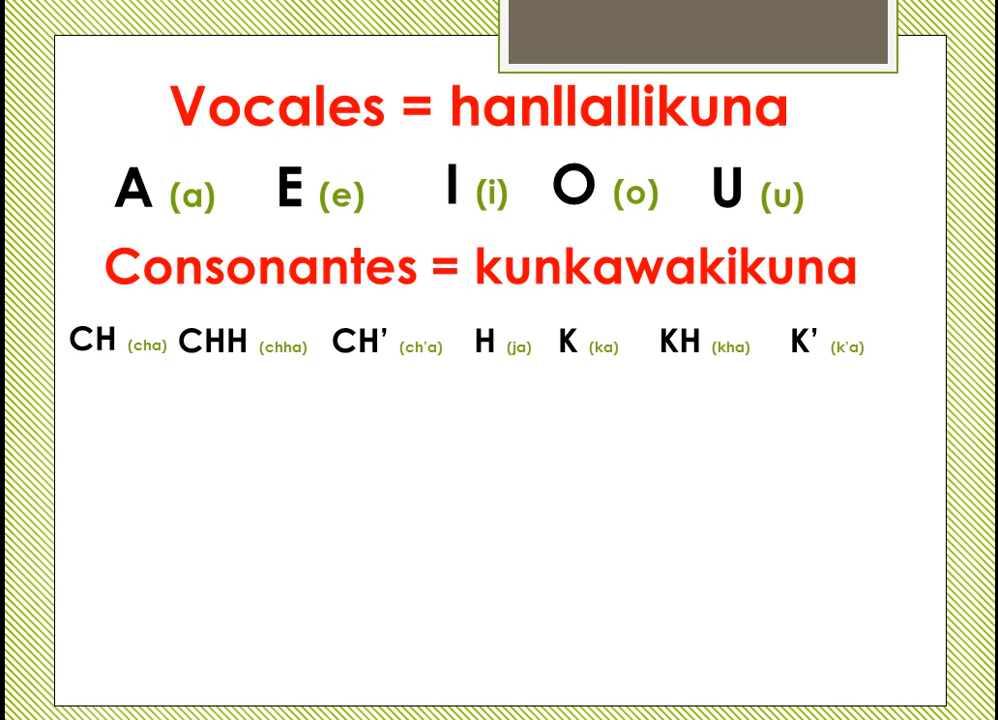 Vocales = hanllallikuna
A (a) E (e) I (i) O (o) U (u)
Consonantes = kunkawakikuna
CH (cha) CHH (chha) CH’ (ch’a) H (ja) K (ka) KH (kha) K’ (k’a)